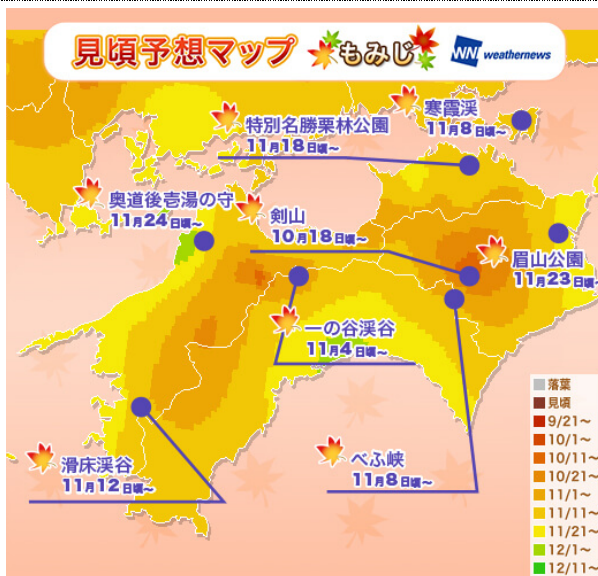 見頃予想マップ もみじ WNI weathernews
寒霞渓
11月8日頃~
特別名勝栗林公園
11月18日頃~
奥道後壱湯の守
11月24日頃~
剣山
10月18日頃~
眉山公園
11月23日頃~
一の谷渓谷
11月4日頃~
滑床渓谷
11月12日頃~
べふ峡
11月8日頃~
落葉
見頃
9/21~
10/1~
10/11~
10/21~
11/1~
11/11~
11/21~
12/1~
12/11~